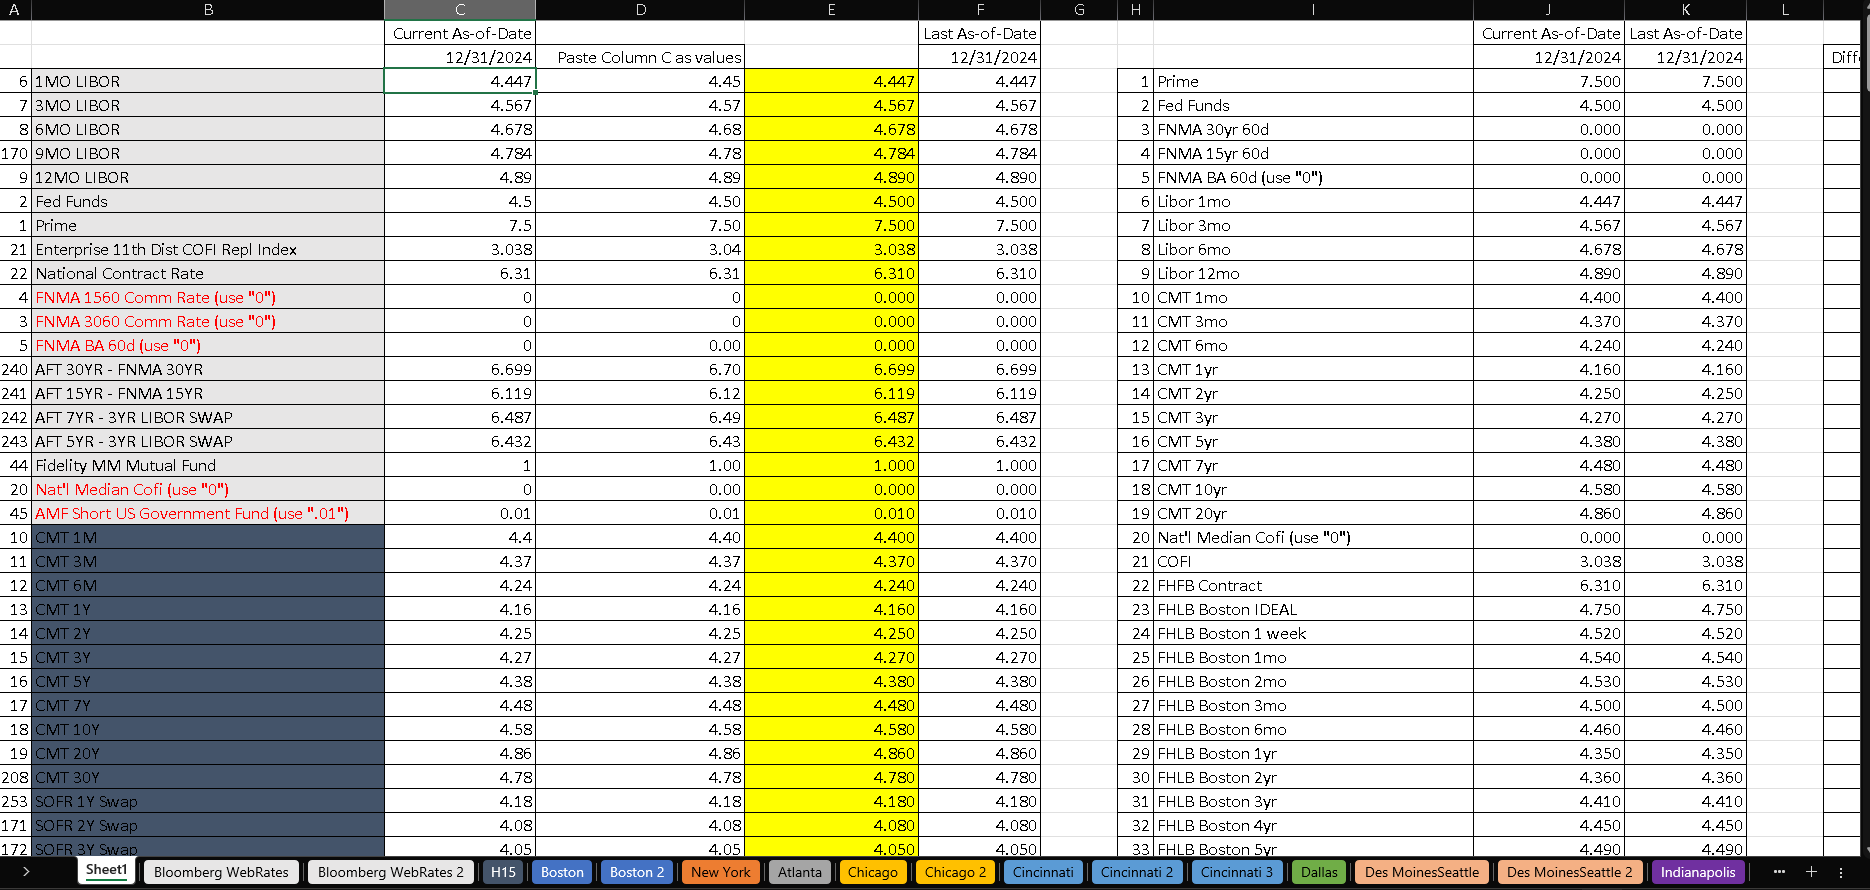 A B C D E F G H I J K L
Current As-of-Date Last As-of-Date Current As-of-Date Last As-of-Date
12/31/2024 Paste Column C as values 12/31/2024 12/31/2024 12/31/2024 Diff
6 1MO LIBOR 4.447 4.45 4.447 4.447 1 Prime 7.500 7.500
7 3MO LIBOR 4.567 4.57 4.567 4.567 2 Fed Funds 4.500 4.500
8 6MO LIBOR 4.678 4.68 4.678 4.678 3 FNMA 30yr 60d 0.000 0.000
170 9MO LIBOR 4.784 4.78 4.784 4.784 4 FNMA 15yr 60d 0.000 0.000
9 12MO LIBOR 4.89 4.89 4.890 4.890 5 FNMA BA 60d (use "0") 0.000 0.000
2 Fed Funds 4.5 4.50 4.500 4.500 6 Libor 1mo 4.447 4.447
1 Prime 7.5 7.50 7.500 7.500 7 Libor 3mo 4.567 4.567
21 Enterprise 11th Dist COFI Repl Index 3.038 3.04 3.038 3.038 8 Libor 6mo 4.678 4.678
22 National Contract Rate 6.31 6.31 6.310 6.310 9 Libor 12mo 4.890 4.890
4 FNMA 1560 Comm Rate (use "0") 0 0 0.000 0.000 10 CMT 1mo 4.400 4.400
3 FNMA 3060 Comm Rate (use "0") 0 0 0.000 0.000 11 CMT 3mo 4.370 4.370
5 FNMA BA 60d (use "0") 0 0.00 0.000 0.000 12 CMT 6mo 4.240 4.240
240 AFT 30YR - FNMA 30YR 6.699 6.70 6.699 6.699 13 CMT 1yr 4.160 4.160
241 AFT 15YR - FNMA 15YR 6.119 6.12 6.119 6.119 14 CMT 2yr 4.250 4.250
242 AFT 7YR - 3YR LIBOR SWAP 6.487 6.49 6.487 6.487 15 CMT 3yr 4.270 4.270
243 AFT 5YR - 3YR LIBOR SWAP 6.432 6.43 6.432 6.432 16 CMT 5yr 4.380 4.380
44 Fidelity MM Mutual Fund 1 1.00 1.000 1.000 17 CMT 7yr 4.480 4.480
20 Nat'l Median Cofi (use "0") 0 0.00 0.000 0.000 18 CMT 10yr 4.580 4.580
45 AMF Short US Government Fund (use ".01") 0.01 0.01 0.010 0.010 19 CMT 20yr 4.860 4.860
10 CMT 1M 4.4 4.40 4.400 4.400 20 Nat'l Median Cofi (use "0") 0.000 0.000
11 CMT 3M 4.37 4.37 4.370 4.370 21 COFI 3.038 3.038
12 CMT 6M 4.24 4.24 4.240 4.240 22 FHFB Contract 6.310 6.310
13 CMT 1Y 4.16 4.16 4.160 4.160 23 FHLB Boston IDEAL 4.750 4.750
14 CMT 2Y 4.25 4.25 4.250 4.250 24 FHLB Boston 1 week 4.520 4.520
15 CMT 3Y 4.27 4.27 4.270 4.270 25 FHLB Boston 1mo 4.540 4.540
16 CMT 5Y 4.38 4.38 4.380 4.380 26 FHLB Boston 2mo 4.530 4.530
17 CMT 7Y 4.48 4.48 4.480 4.480 27 FHLB Boston 3mo 4.500 4.500
18 CMT 10Y 4.58 4.58 4.580 4.580 28 FHLB Boston 6mo 4.460 4.460
19 CMT 20Y 4.86 4.86 4.860 4.860 29 FHLB Boston 1yr 4.350 4.350
208 CMT 30Y 4.78 4.78 4.780 4.780 30 FHLB Boston 2yr 4.360 4.360
253 SOFR 1Y Swap 4.18 4.18 4.180 4.180 31 FHLB Boston 3yr 4.410 4.410
171 SOFR 2Y Swap 4.08 4.08 4.080 4.080 32 FHLB Boston 4yr 4.450 4.450
172 SOFR 3Y Swap 4.05 4.05 4.050 4.050 33 FHLB Boston 5yr 4.490 4.490
Sheet1 Bloomberg WebRates Bloomberg WebRates 2 H15 Boston Boston 2 New York Atlanta Chicago Chicago 2 Cincinnati Cincinnati 2 Cincinnati 3 Dallas Des MoinesSeattle Des MoinesSeattle 2 Indianapolis